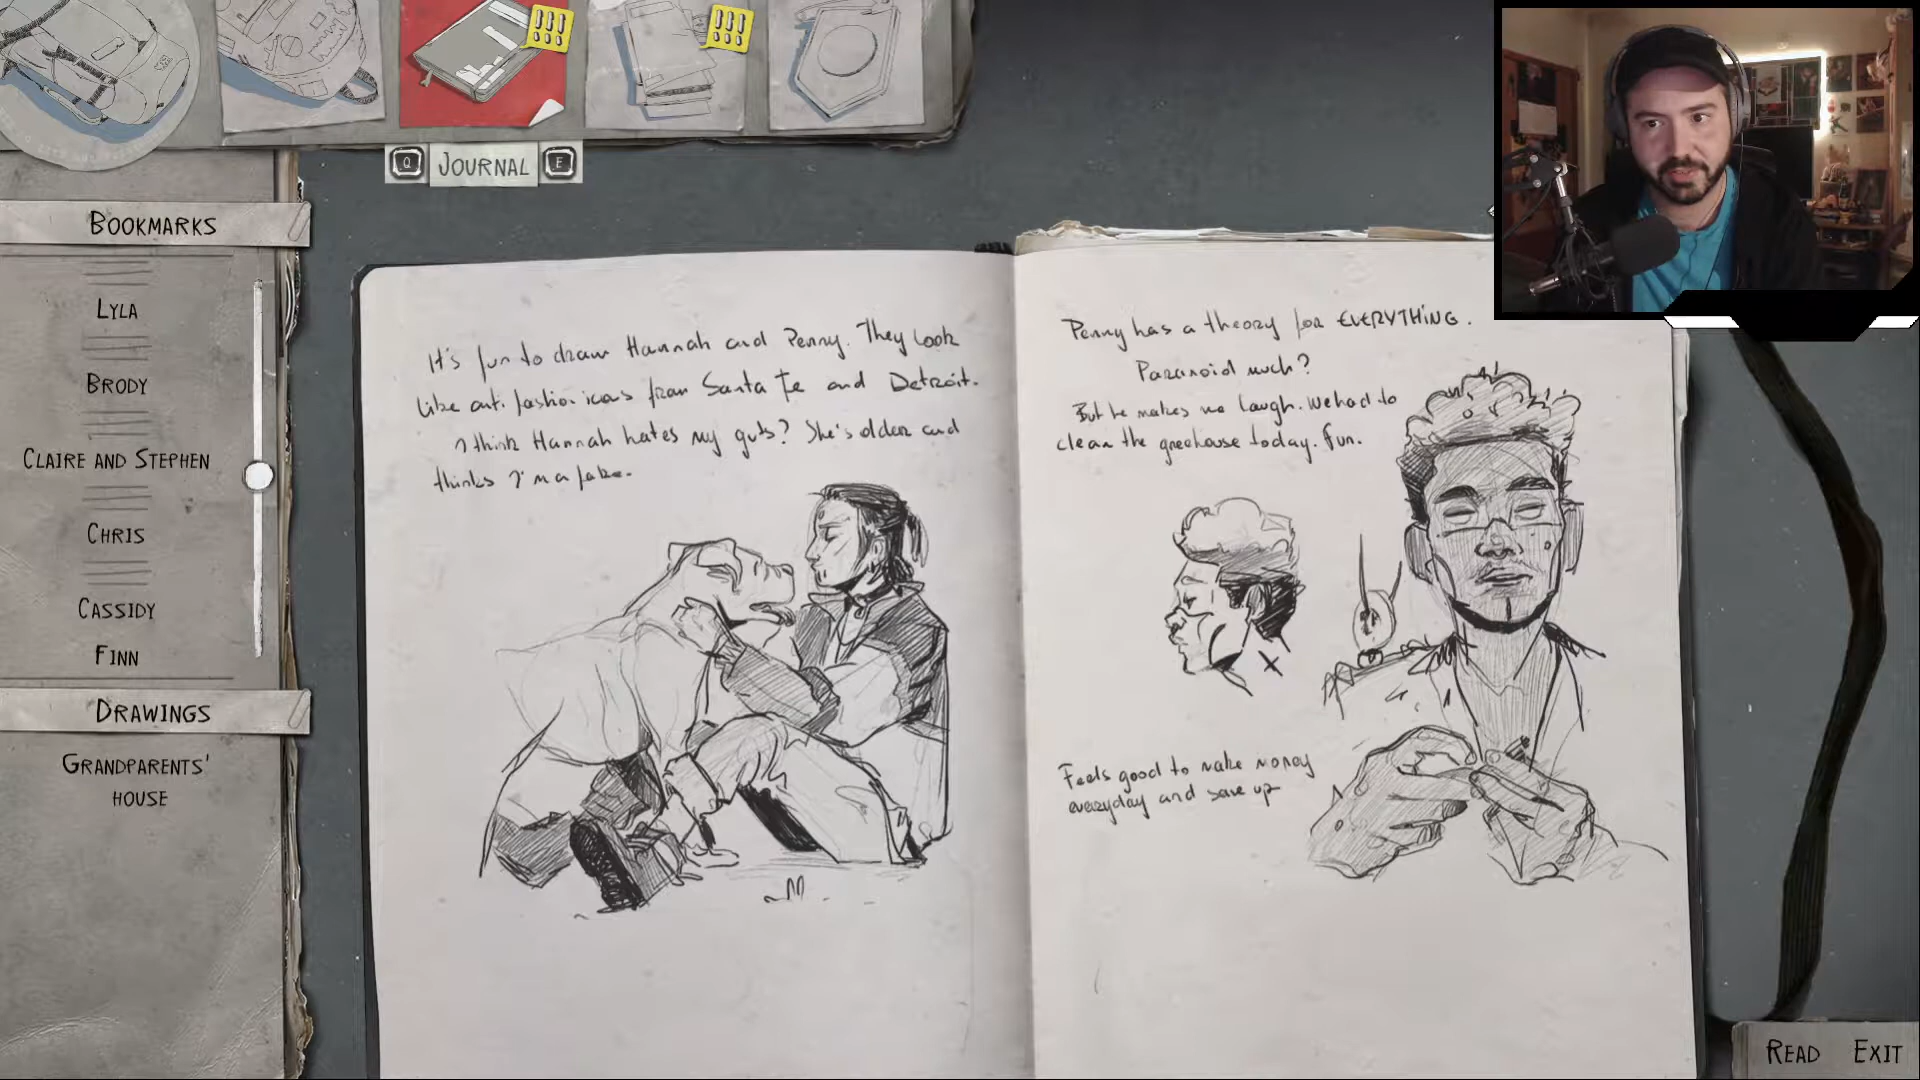 Q JOURNAL E
BOOKMARKS
LYLA
BRODY
CLAIRE AND STEPHEN
CHRIS
CASSIDY
FINN
DRAWINGS
GRANDPARENTS'
HOUSE
It's fun to draw Hannah and Penny. They look
like anti fashion icons from Santa Fe and Detroit.
I think Hannah hates my guts? She's older and
thinks I'm a fake.
Penny has a theory for EVERYTHING.
Paranoid much?
But he makes me laugh. We had to
clean the greehouse today. Fun.
Feels good to make money
everyday and save up
READ EXIT